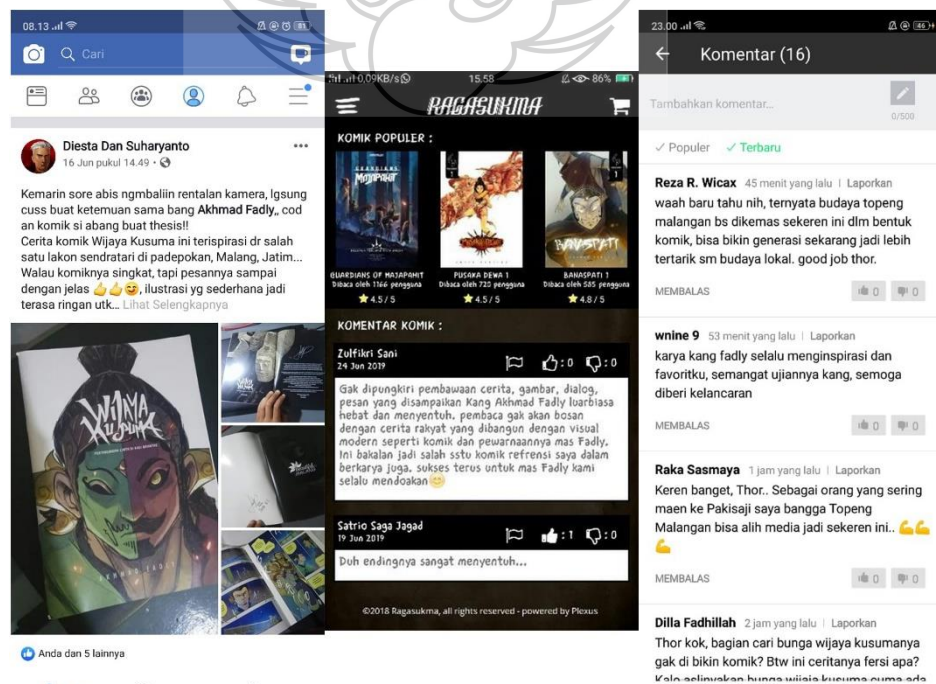 08.13
51
Cari
Diesta Dan Suharyanto
16 Jun pukul 14.49
Kemarin sore abis ngmbaliin rentalan kamera, lgsung
cuss buat ketemuan sama bang Akhmad Fadly,, cod
an komik si abang buat thesis!!
Cerita komik Wijaya Kusuma ini terispirasi dr salah
satu lakon sendratari di padepokan, Malang, Jatim...
Walau komiknya singkat, tapi pesannya sampai
dengan jelas 👍👍😊, ilustrasi yg sederhana jadi
terasa ringan utk... Lihat Selengkapnya
WIJAYA
KUSUMA
AKHMAD FADLY
Anda dan 5 lainnya
0,09KB/s
15.58
86%
RAGASUKMA
KOMIK POPULER :
GUARDIANS
MAJAPAHIT
PUSAKA DEWA
BANASPATI
GUARDIANS OF MAJAPAHIT
Dibaca oleh 1166 pengguna
4.5 / 5
PUSAKA DEWA 1
Dibaca oleh 720 pengguna
4.5 / 5
BANASPATI 1
Dibaca oleh 585 pengguna
4.8 / 5
KOMENTAR KOMIK :
Zulfikri Sani
24 Jun 2019
:0 :0
Gak dipungkiri pembawaan cerita, gambar, dialog,
pesan yang disampaikan Kang Akhmad Fadly luarbiasa
hebat dan menyentuh, pembaca gak akan bosan
dengan cerita rakyat yang dibangun dengan visual
modern seperti komik dan pewarnaannya mas Fadly.
Ini bakalan jadi salah sstu komik refrensi saya dalam
berkarya juga. sukses terus untuk mas Fadly kami
selalu mendoakan😊
Satrio Saga Jagad
19 Jun 2019
:1 :0
Duh endingnya sangat menyentuh...
©2018 Ragasukma, all rights reserved - powered by Plexus
23.00
46
Komentar (16)
Tambahkan komentar...
0/500
✓ Populer ✓ Terbaru
Reza R. Wicax 45 menit yang lalu | Laporkan
waah baru tahu nih, ternyata budaya topeng
malangan bs dikemas sekeren ini dlm bentuk
komik, bisa bikin generasi sekarang jadi lebih
tertarik sm budaya lokal. good job thor.
MEMBALAS 0 0
wnine 9 53 menit yang lalu | Laporkan
karya kang fadly selalu menginspirasi dan
favoritku, semangat ujiannya kang, semoga
diberi kelancaran
MEMBALAS 0 0
Raka Sasmaya 1 jam yang lalu | Laporkan
Keren banget, Thor.. Sebagai orang yang sering
maen ke Pakisaji saya bangga Topeng
Malangan bisa alih media jadi sekeren ini.. 💪💪
💪
MEMBALAS 0 0
Dilla Fadhillah 2 jam yang lalu | Laporkan
Thor kok, bagian cari bunga wijaya kusumanya
gak di bikin komik? Btw ini ceritanya fersi apa?
Kalo aslinyakan bunga wijaja kusuma cuma ada